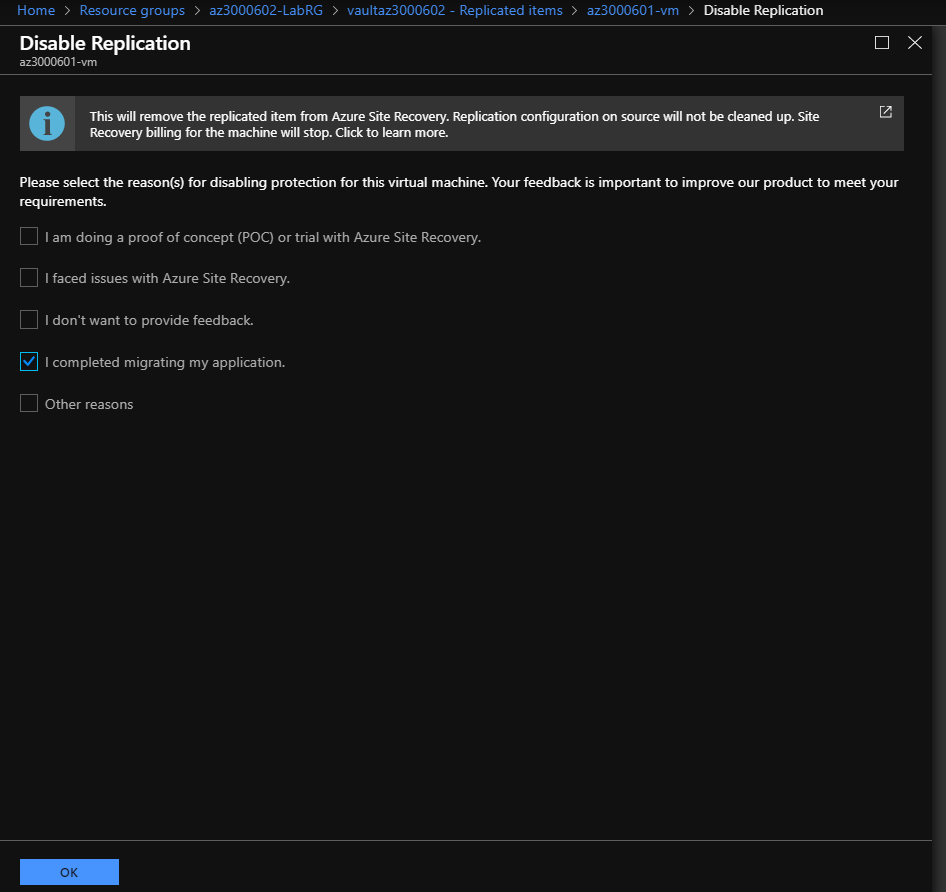 Home > Resource groups > az3000602-LabRG > vaultaz3000602 - Replicated items > az3000601-vm > Disable Replication
Disable Replication
az3000601-vm
This will remove the replicated item from Azure Site Recovery. Replication configuration on source will not be cleaned up. Site
Recovery billing for the machine will stop. Click to learn more.
Please select the reason(s) for disabling protection for this virtual machine. Your feedback is important to improve our product to meet your
requirements.
I am doing a proof of concept (POC) or trial with Azure Site Recovery.
I faced issues with Azure Site Recovery.
I don't want to provide feedback.
I completed migrating my application.
Other reasons
OK